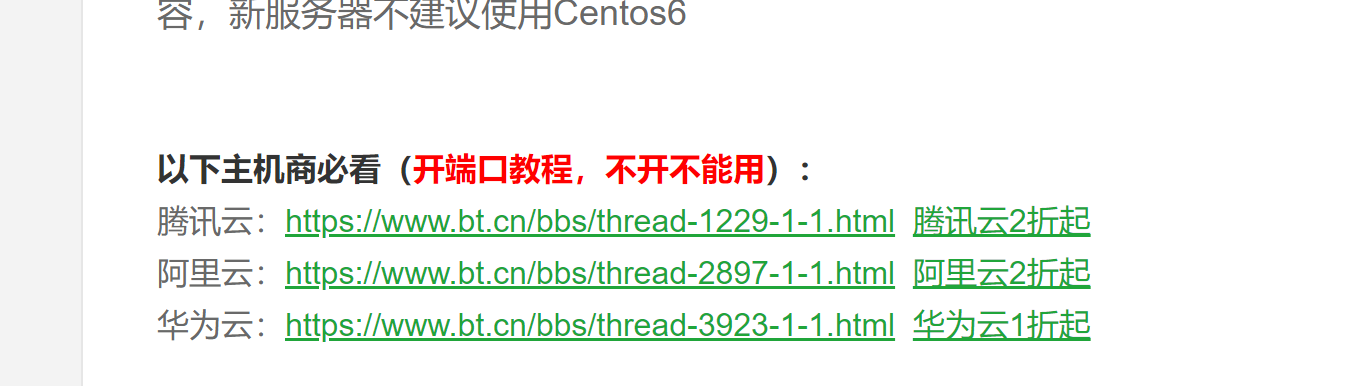 容，新服务器不建议使用Centos6
以下主机商必看（开端口教程，不开不能用）：
腾讯云：https://www.bt.cn/bbs/thread-1229-1-1.html 腾讯云2折起
阿里云：https://www.bt.cn/bbs/thread-2897-1-1.html 阿里云2折起
华为云：https://www.bt.cn/bbs/thread-3923-1-1.html 华为云1折起